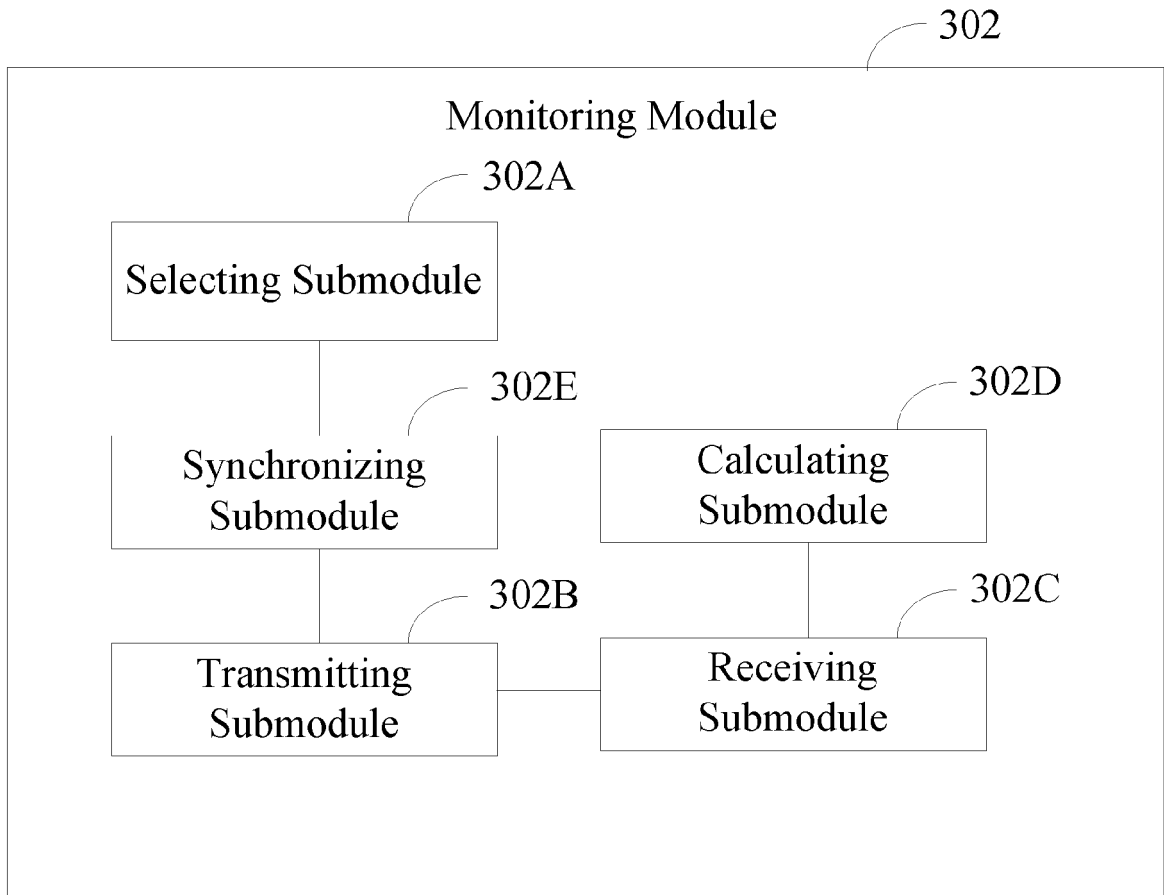 302
Monitoring Module
302A
Selecting Submodule
302E
Synchronizing
Submodule
302D
Calculating
Submodule
302B
Transmitting
Submodule
302C
Receiving
Submodule